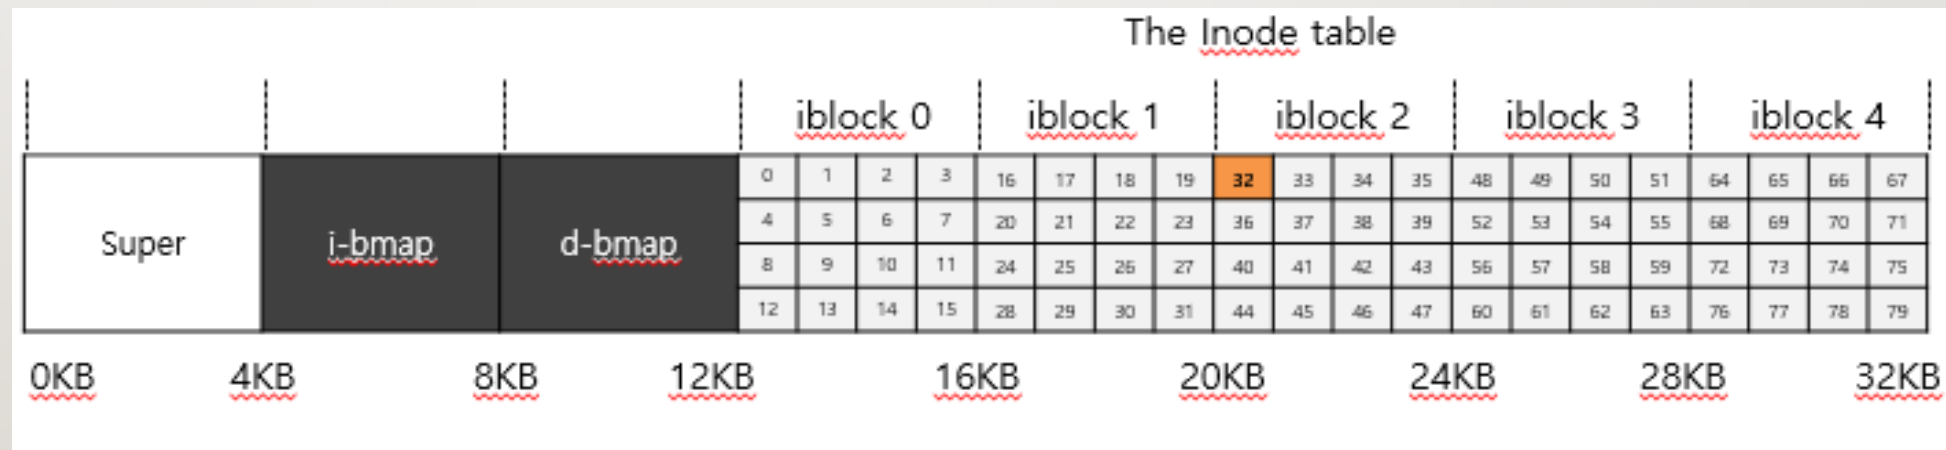 The Inode table
iblock 0 iblock 1 iblock 2 iblock 3 iblock 4
0 1 2 3 16 17 18 19 32 33 34 35 48 49 50 51 64 65 66 67
4 5 6 7 20 21 22 23 36 37 38 39 52 53 54 55 68 69 70 71
Super i-bmap d-bmap
8 9 10 11 24 25 26 27 40 41 42 43 56 57 58 59 72 73 74 75
12 13 14 15 28 29 30 31 44 45 46 47 60 61 62 63 76 77 78 79
0KB 4KB 8KB 12KB 16KB 20KB 24KB 28KB 32KB